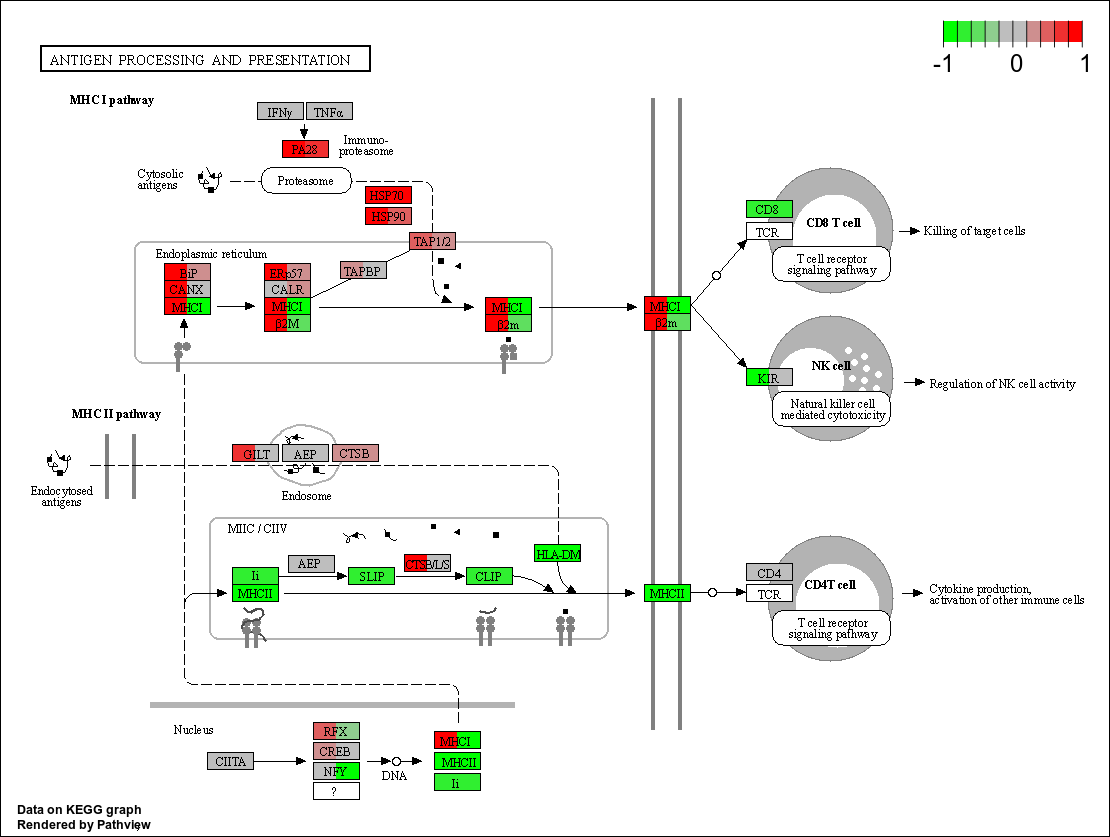 -1 0 1
ANTIGEN PROCESSING AND PRESENTATION
MHC I pathway
IFNγ TNFα
PA28
Immuno-
proteasome
Cytosolic
antigens
Proteasome
HSP70
HSP90
TAP1/2
Endoplasmic reticulum
BiP
CANX
MHCI
ERp57
CALR
MHCI
β2M
TAPBP
MHCI
β2m
MHCI
β2m
CD8
TCR
CD8 T cell
T cell receptor
signaling pathway
Killing of target cells
KIR
NK cell
Natural killer cell
mediated cytotoxicity
Regulation of NK cell activity
MHC II pathway
Endocytosed
antigens
GILT AEP CTSB
Endosome
MIIC / CIIV
Ii
MHCII
AEP
SLIP
CTSB/L/S
CLIP
HLA-DM
MHCII
CD4
TCR
CD4T cell
T cell receptor
signaling pathway
Cytokine production,
activation of other immune cells
Nucleus
CIITA
RFX
CREB
NFY
?
DNA
MHCI
MHCII
Ii
Data on KEGG graph
Rendered by Pathview